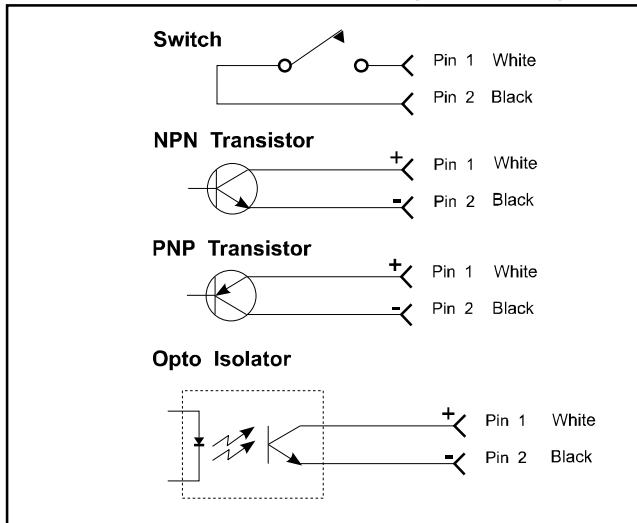 Switch
Pin 1 White
Pin 2 Black
NPN Transistor
+ Pin 1 White
- Pin 2 Black
PNP Transistor
+ Pin 1 White
- Pin 2 Black
Opto Isolator
+ Pin 1 White
- Pin 2 Black